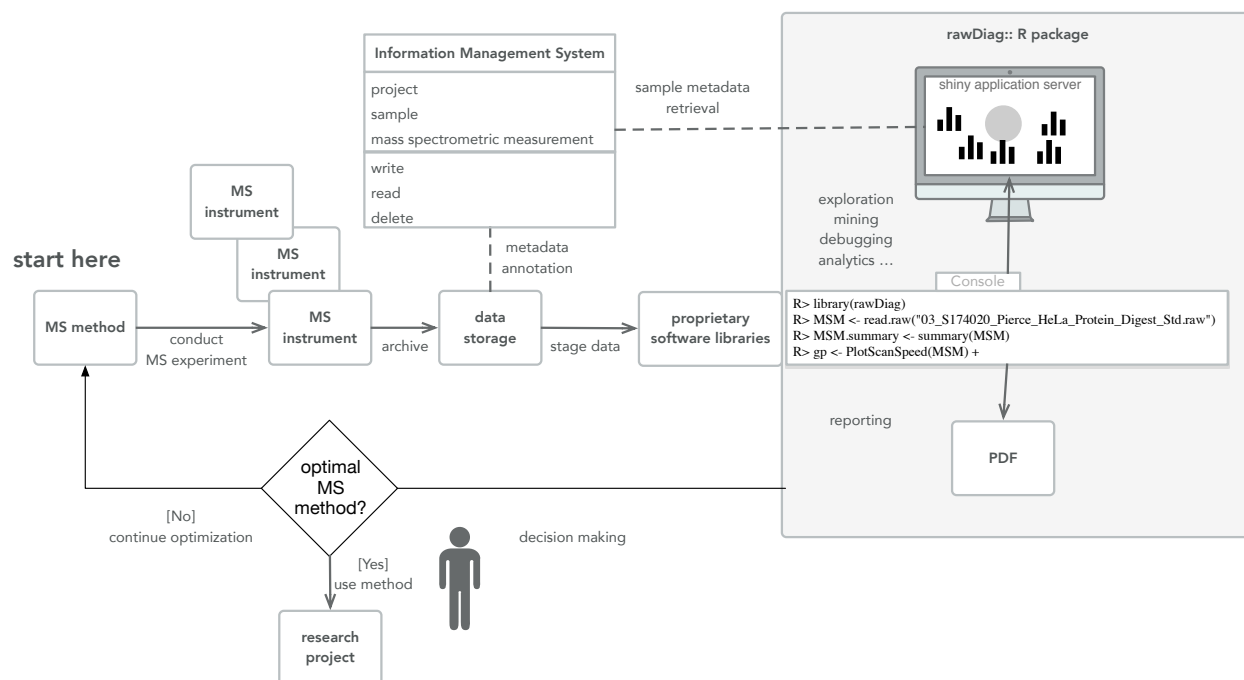 rawDiag:: R package
Information Management System
shiny application server
project
sample
mass spectrometric measurement
write
read
delete
sample metadata
retrieval
MS
instrument
MS
instrument
MS
instrument
metadata
annotation
exploration
mining
debugging
analytics ...
start here
MS method
conduct
MS experiment
archive
data
storage
stage data
proprietary
software libraries
Console
R> library(rawDiag)
R> MSM <- read.raw("03_S174020_Pierce_HeLa_Protein_Digest_Std.raw")
R> MSM.summary <- summary(MSM)
R> gp <- PlotScanSpeed(MSM) +
reporting
PDF
optimal
MS
method?
[No]
continue optimization
decision making
[Yes]
use method
research
project